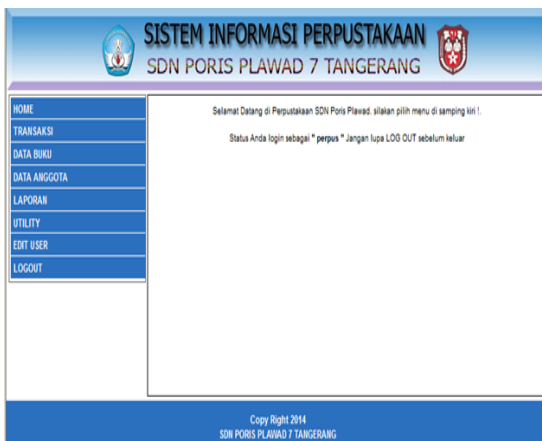 SISTEM INFORMASI PERPUSTAKAAN
SDN PORIS PLAWAD 7 TANGERANG
HOME
TRANSAKSI
DATA BUKU
DATA ANGGOTA
LAPORAN
UTILITY
EDIT USER
LOGOUT
Selamat Datang di Perpustakaan SDN Poris Plawad. silakan pilih menu di samping kiri !.
Status Anda login sebagai " perpus " Jangan lupa LOG OUT sebelum keluar
Copy Right 2014
SDN PORIS PLAWAD 7 TANGERANG